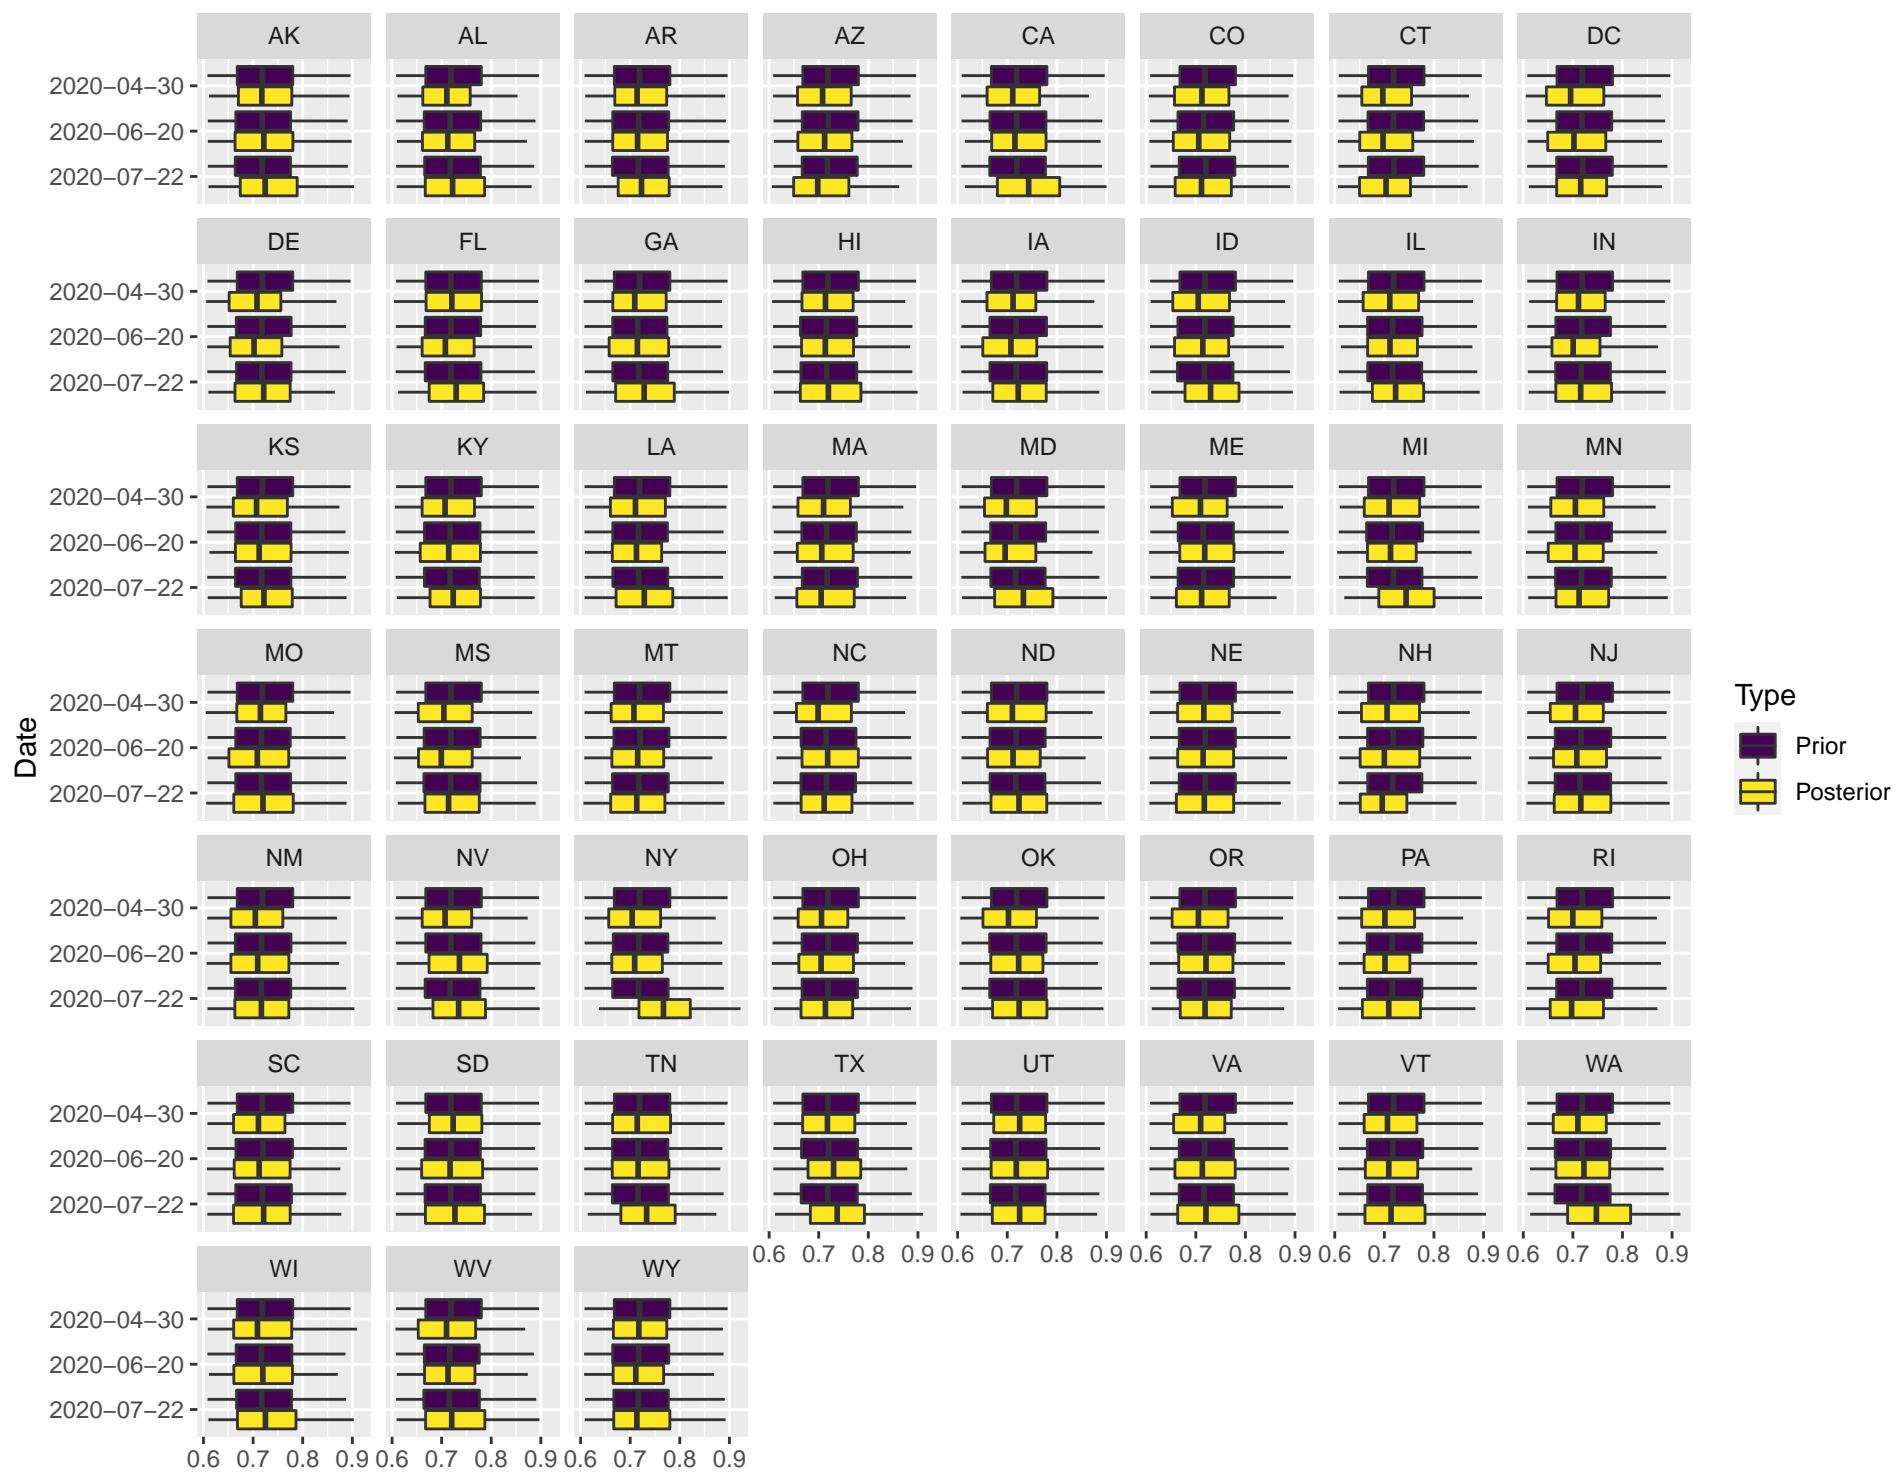 AK AL AR AZ CA CO CT DC
2020−04−30
2020−06−20
2020−07−22
DE FL GA HI IA ID IL IN
2020−04−30
2020−06−20
2020−07−22
KS KY LA MA MD ME MI MN
2020−04−30
2020−06−20
2020−07−22
MO MS MT NC ND NE NH NJ
2020−04−30
2020−06−20
2020−07−22
Date
Type
Prior
Posterior
NM NV NY OH OK OR PA RI
2020−04−30
2020−06−20
2020−07−22
SC SD TN TX UT VA VT WA
2020−04−30
2020−06−20
2020−07−22
0.6 0.7 0.8 0.9 0.6 0.7 0.8 0.9 0.6 0.7 0.8 0.9 0.6 0.7 0.8 0.9 0.6 0.7 0.8 0.9
WI WV WY
2020−04−30
2020−06−20
2020−07−22
0.6 0.7 0.8 0.9 0.6 0.7 0.8 0.9 0.6 0.7 0.8 0.9